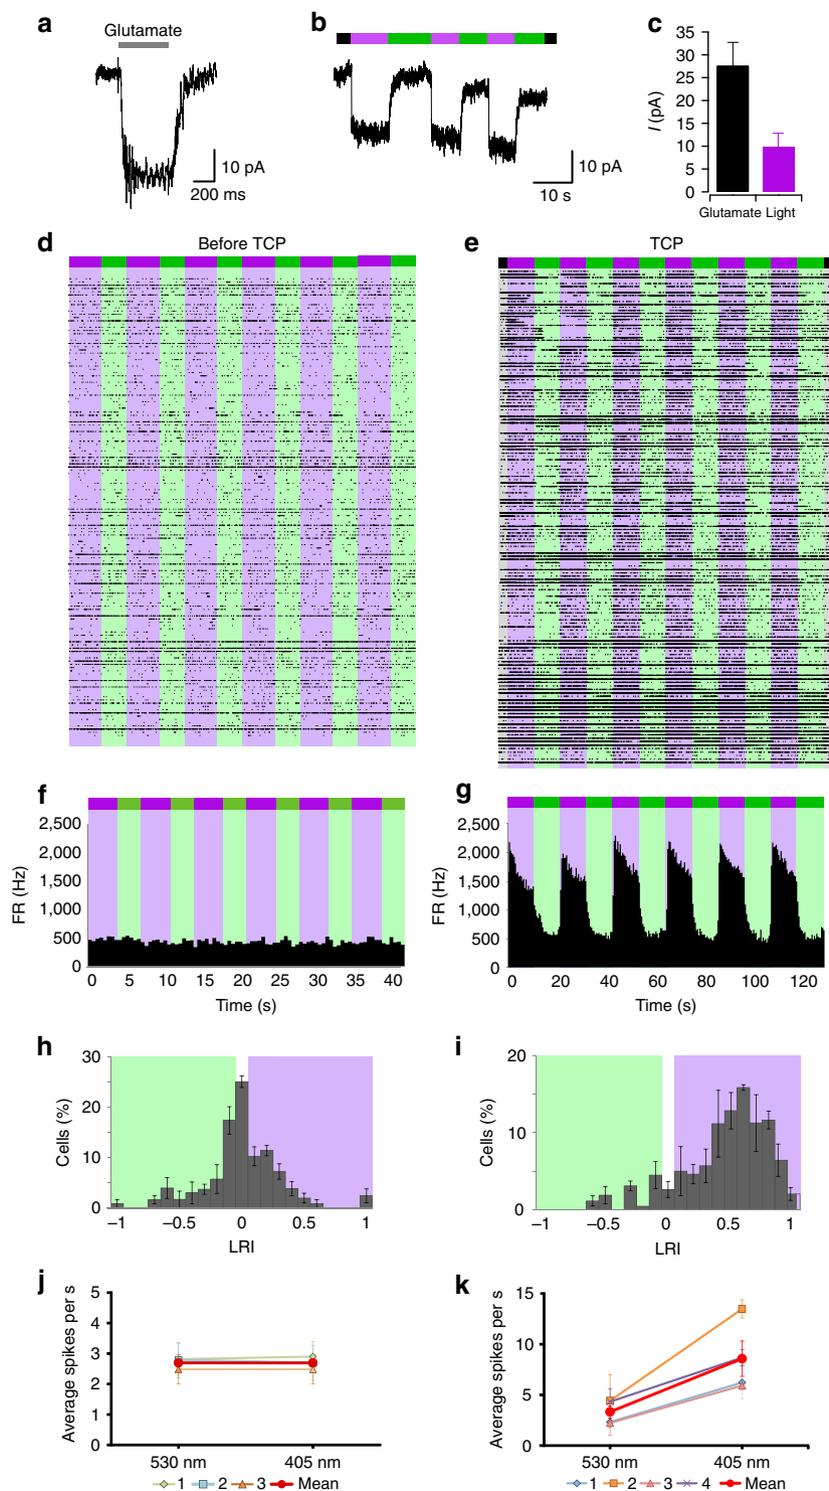 a
Glutamate
10 pA
200 ms
b
10 pA
10 s
c
35
30
25
20
15
10
5
0
I (pA)
Glutamate Light
d
Before TCP
e
TCP
f
2,500
2,000
1,500
1,000
500
0
FR (Hz)
0 5 10 15 20 25 30 35 40
Time (s)
g
2,500
2,000
1,500
1,000
500
0
FR (Hz)
0 20 40 60 80 100 120
Time (s)
h
30
20
10
0
Cells (%)
−1 −0.5 0 0.5 1
LRI
i
20
10
0
Cells (%)
−1 −0.5 0 0.5 1
LRI
j
5
4
3
2
1
0
Average spikes per s
530 nm 405 nm
1 2 3 Mean
k
15
10
5
0
Average spikes per s
530 nm 405 nm
1 2 3 4 Mean